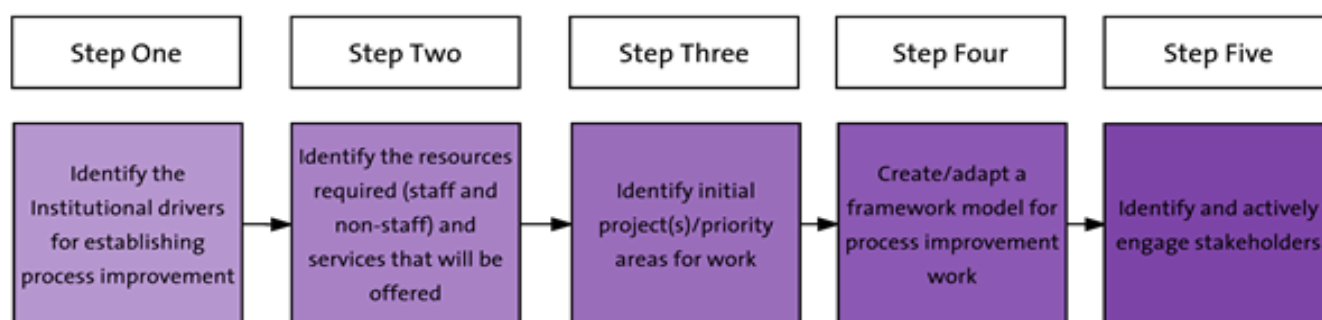 Step One
Step Two
Step Three
Step Four
Step Five
Identify the
Institutional drivers
for establishing
process improvement
Identify the resources
required (staff and
non-staff) and
services that will be
offered
Identify initial
project(s)/priority
areas for work
Create/adapt a
framework model for
process improvement
work
Identify and actively
engage stakeholders